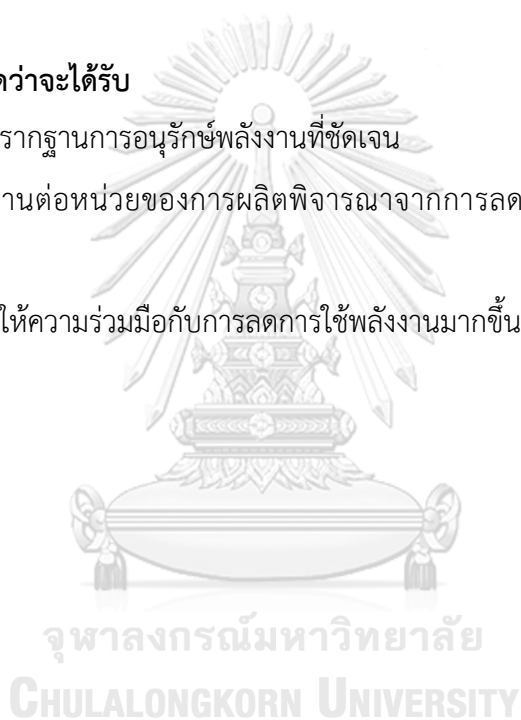 ว่าจะได้รับ
รากฐานการอนุรักษ์พลังงานที่ชัดเจน
านต่อหน่วยของการผลิตพิจารณาจากการลด
ให้ความร่วมมือกับการลดการใช้พลังงานมากขึ้น
จุฬาลงกรณ์มหาวิทยาลัย
CHULALONGKORN UNIVERSITY